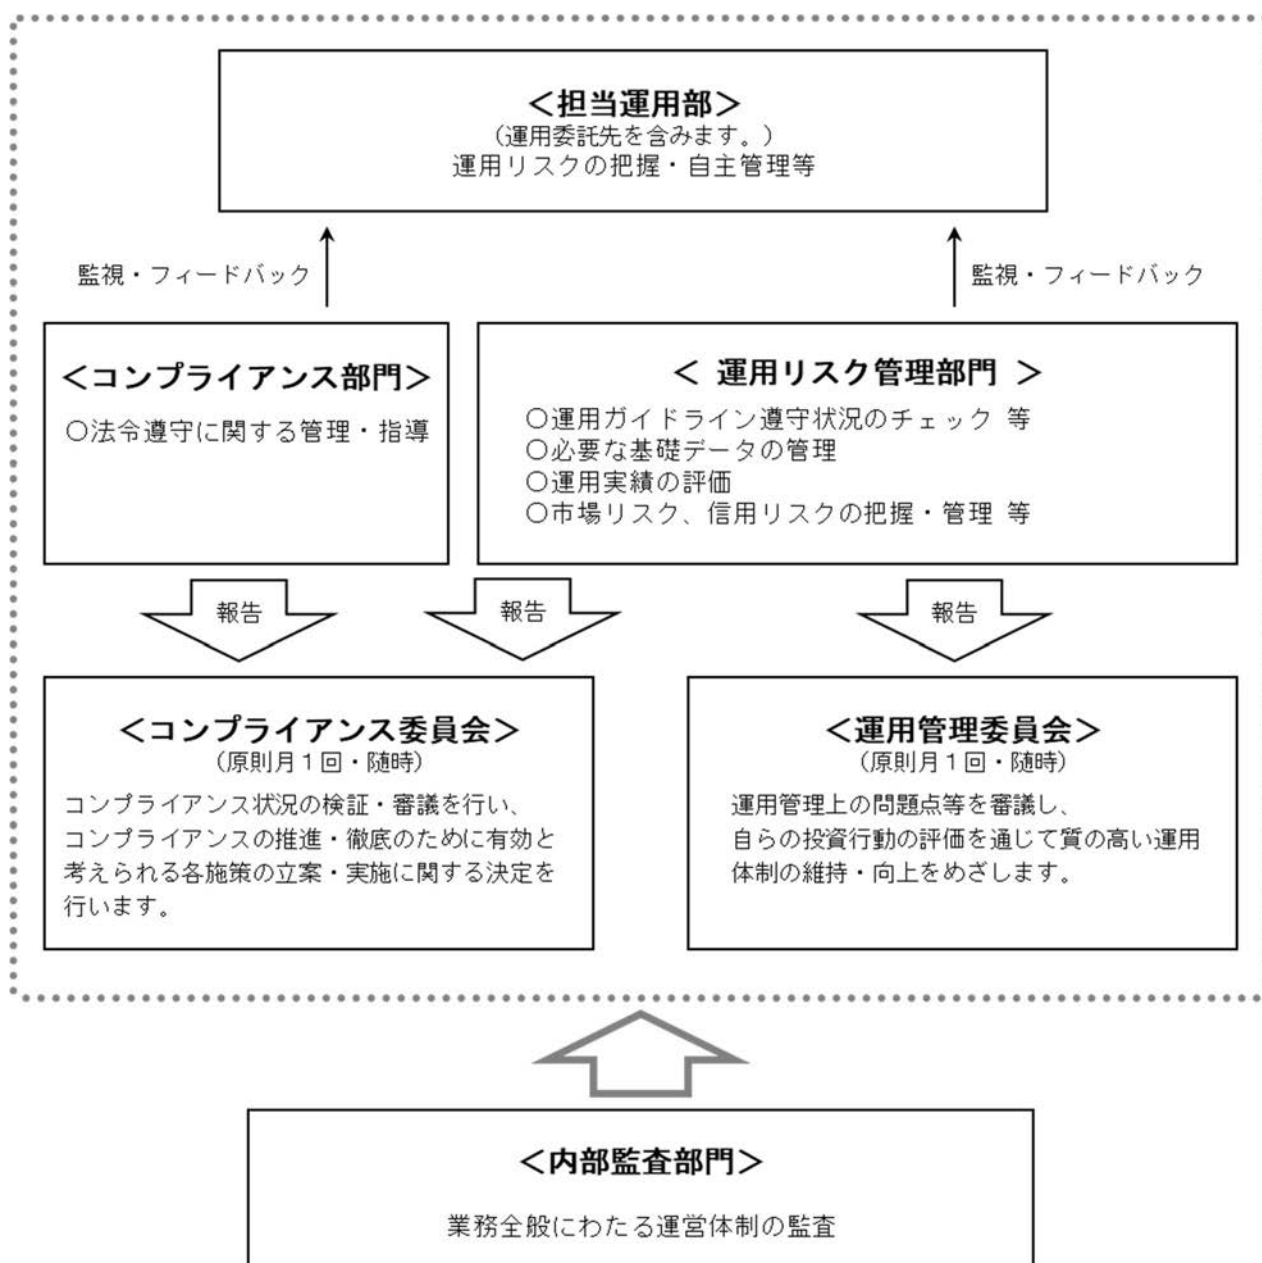 ＜担当運用部＞
（運用委託先を含みます。）
運用リスクの把握・自主管理等
監視・フィードバック
監視・フィードバック
＜コンプライアンス部門＞
○法令遵守に関する管理・指導
＜ 運用リスク管理部門 ＞
○運用ガイドライン遵守状況のチェック 等
○必要な基礎データの管理
○運用実績の評価
○市場リスク、信用リスクの把握・管理 等
報告
報告
報告
＜コンプライアンス委員会＞
（原則月１回・随時）
コンプライアンス状況の検証・審議を行い、
コンプライアンスの推進・徹底のために有効と
考えられる各施策の立案・実施に関する決定を
行います。
＜運用管理委員会＞
（原則月１回・随時）
運用管理上の問題点等を審議し、
自らの投資行動の評価を通じて質の高い運用
体制の維持・向上をめざします。
＜内部監査部門＞
業務全般にわたる運営体制の監査